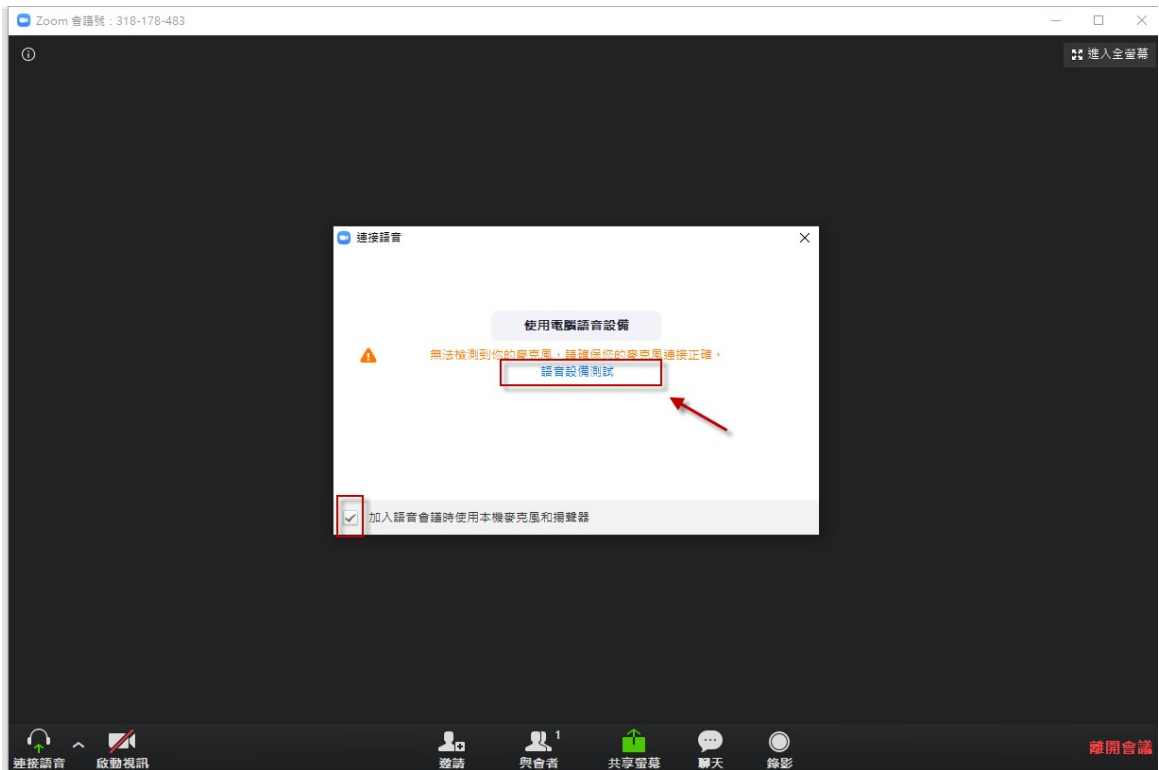 Zoom 會議號：318-178-483
進入全螢幕
連接語音
使用電腦語音設備
無法檢測到你的麥克風，請確保您的麥克風連接正確。
語音設備測試
加入語音會議時使用本機麥克風和揚聲器
連接語音
啟動視訊
邀請
與會者
1
共享螢幕
聊天
錄影
離開會議